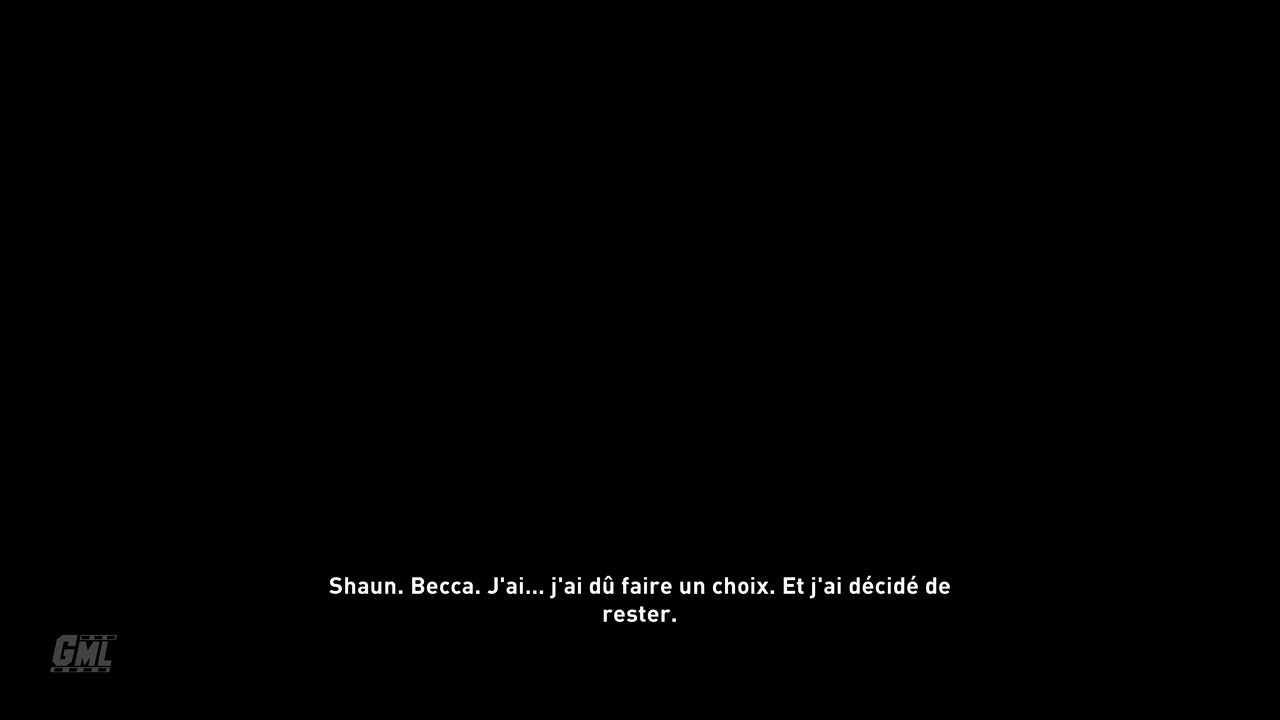 Shaun. Becca. J'ai... j'ai dû faire un choix. Et j'ai décidé de
rester.
GML